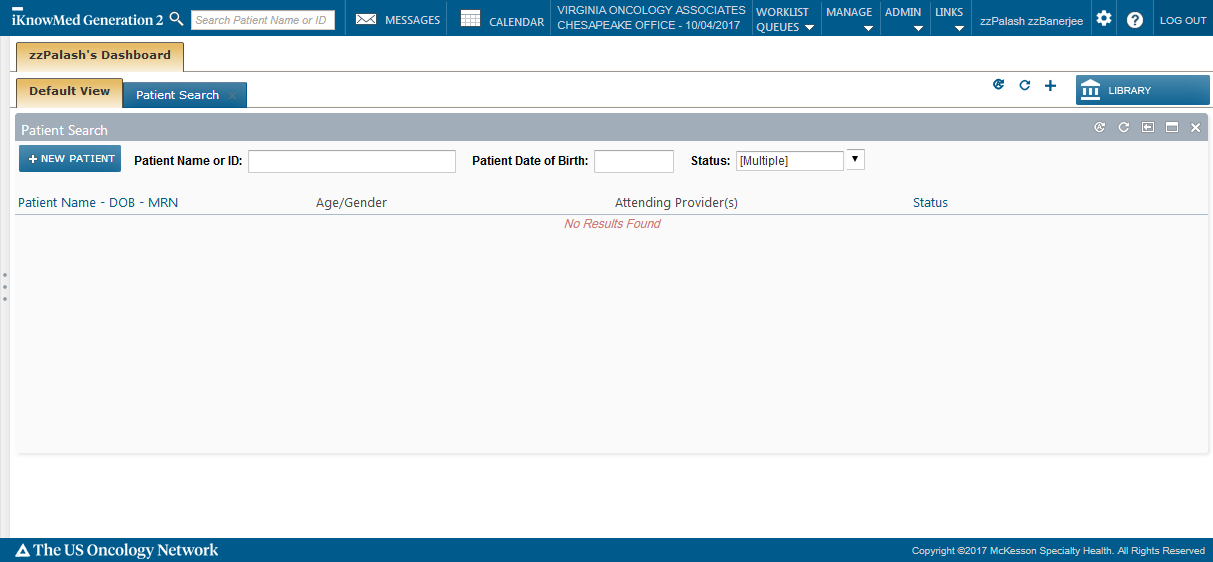 iKnowMed Generation 2
Search Patient Name or ID
MESSAGES
CALENDAR
VIRGINIA ONCOLOGY ASSOCIATES
CHESAPEAKE OFFICE - 10/04/2017
WORKLIST
QUEUES
MANAGE
ADMIN
LINKS
zzPalash zzBanerjee
?
LOG OUT
zzPalash's Dashboard
Default View
Patient Search x
LIBRARY
Patient Search
+ NEW PATIENT
Patient Name or ID:
Patient Date of Birth:
Status: [Multiple]
Patient Name - DOB - MRN
Age/Gender
Attending Provider(s)
Status
No Results Found
The US Oncology Network
Copyright ©2017 McKesson Specialty Health. All Rights Reserved